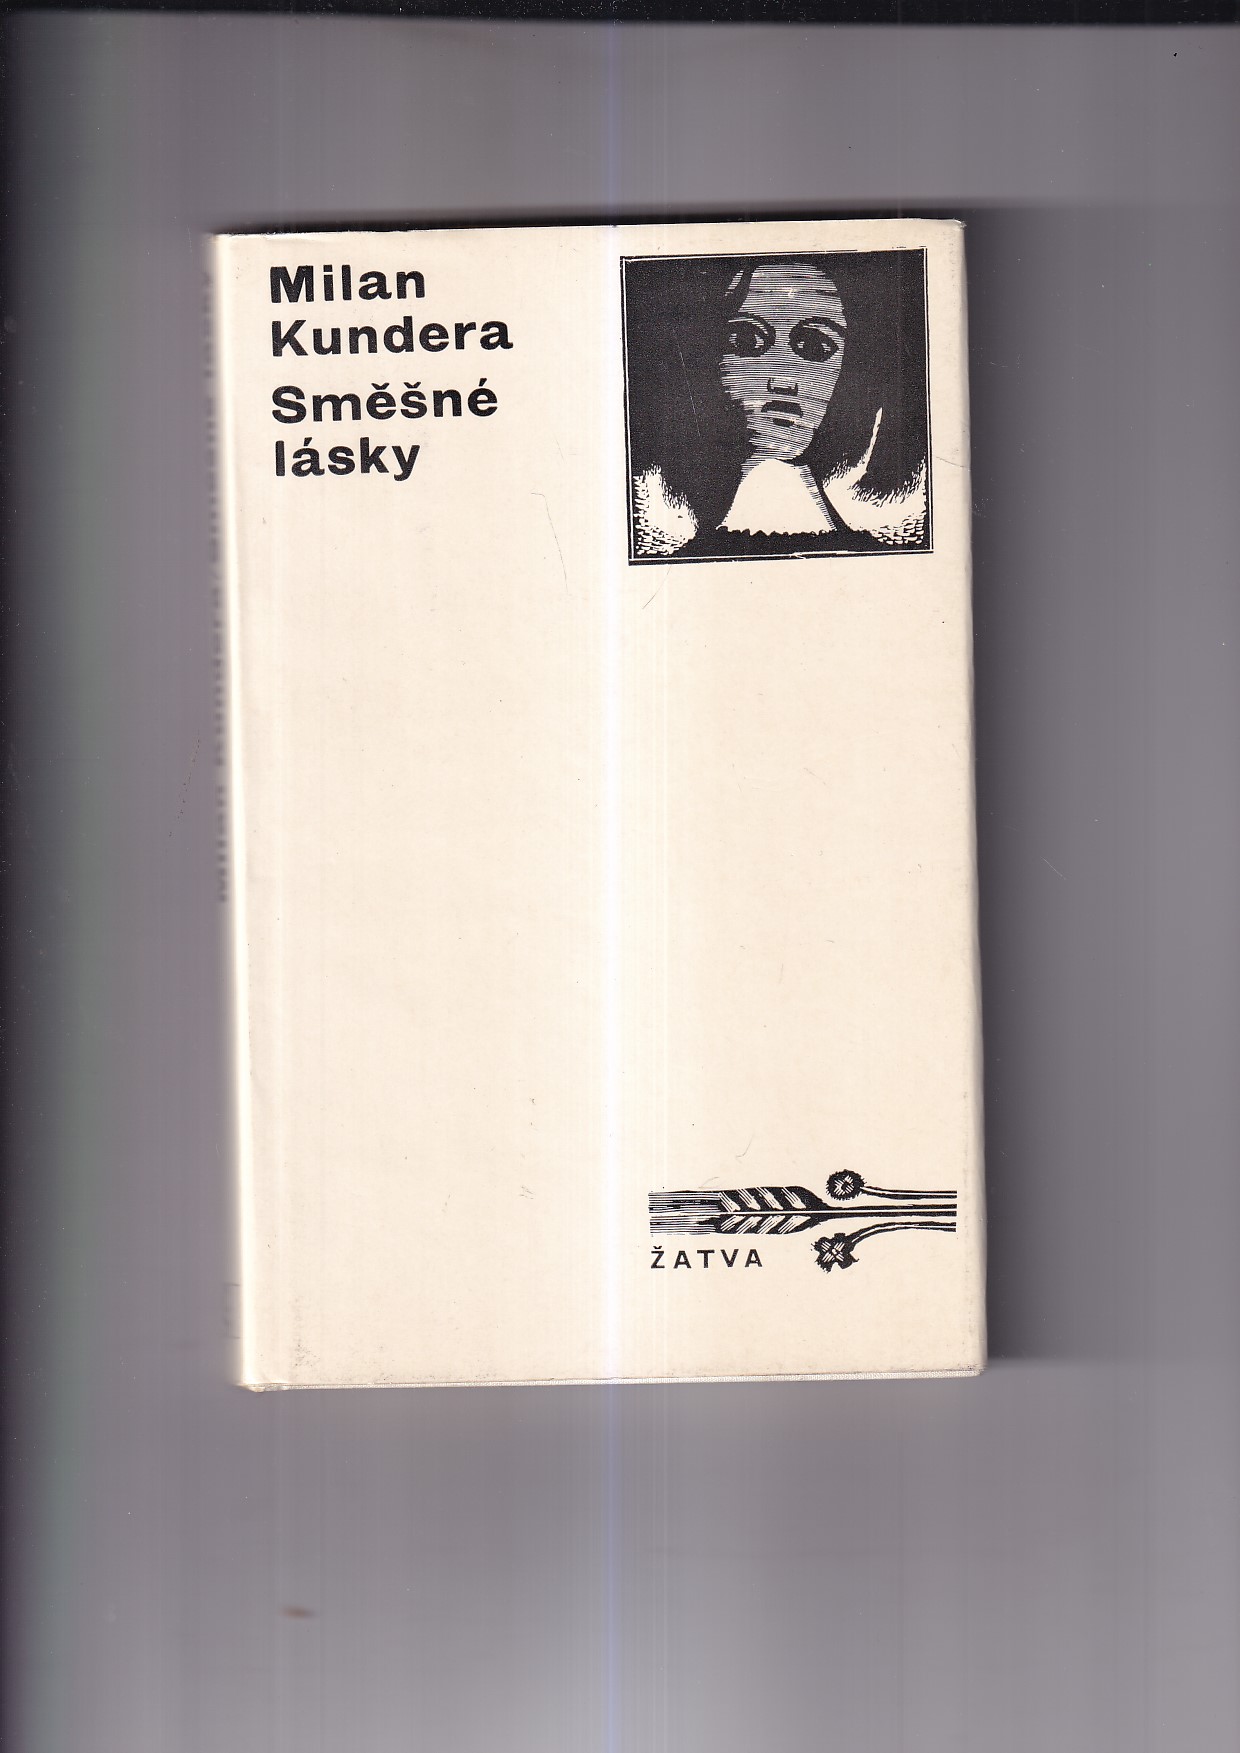 Milan
Kundera
Směšné
lásky
ŽATVA